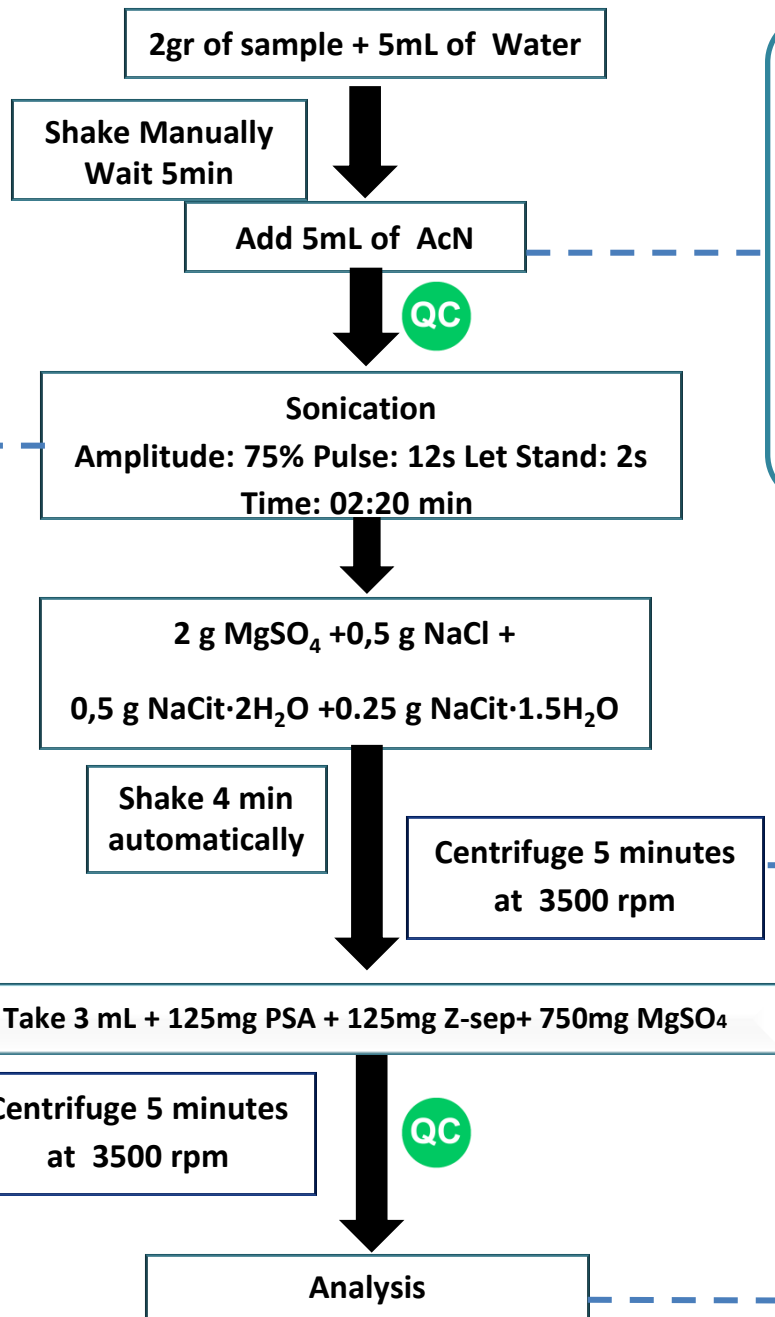 2gr of sample + 5mL of Water
Shake Manually
Wait 5min
Add 5mL of AcN
QC
Sonication
Amplitude: 75% Pulse: 12s Let Stand: 2s
Time: 02:20 min
2 g MgSO₄ +0,5 g NaCl +
0,5 g NaCit·2H₂O +0.25 g NaCit·1.5H₂O
Shake 4 min
automatically
Centrifuge 5 minutes
at 3500 rpm
Take 3 mL + 125mg PSA + 125mg Z-sep+ 750mg MgSO₄
Centrifuge 5 minutes
at 3500 rpm
QC
Analysis